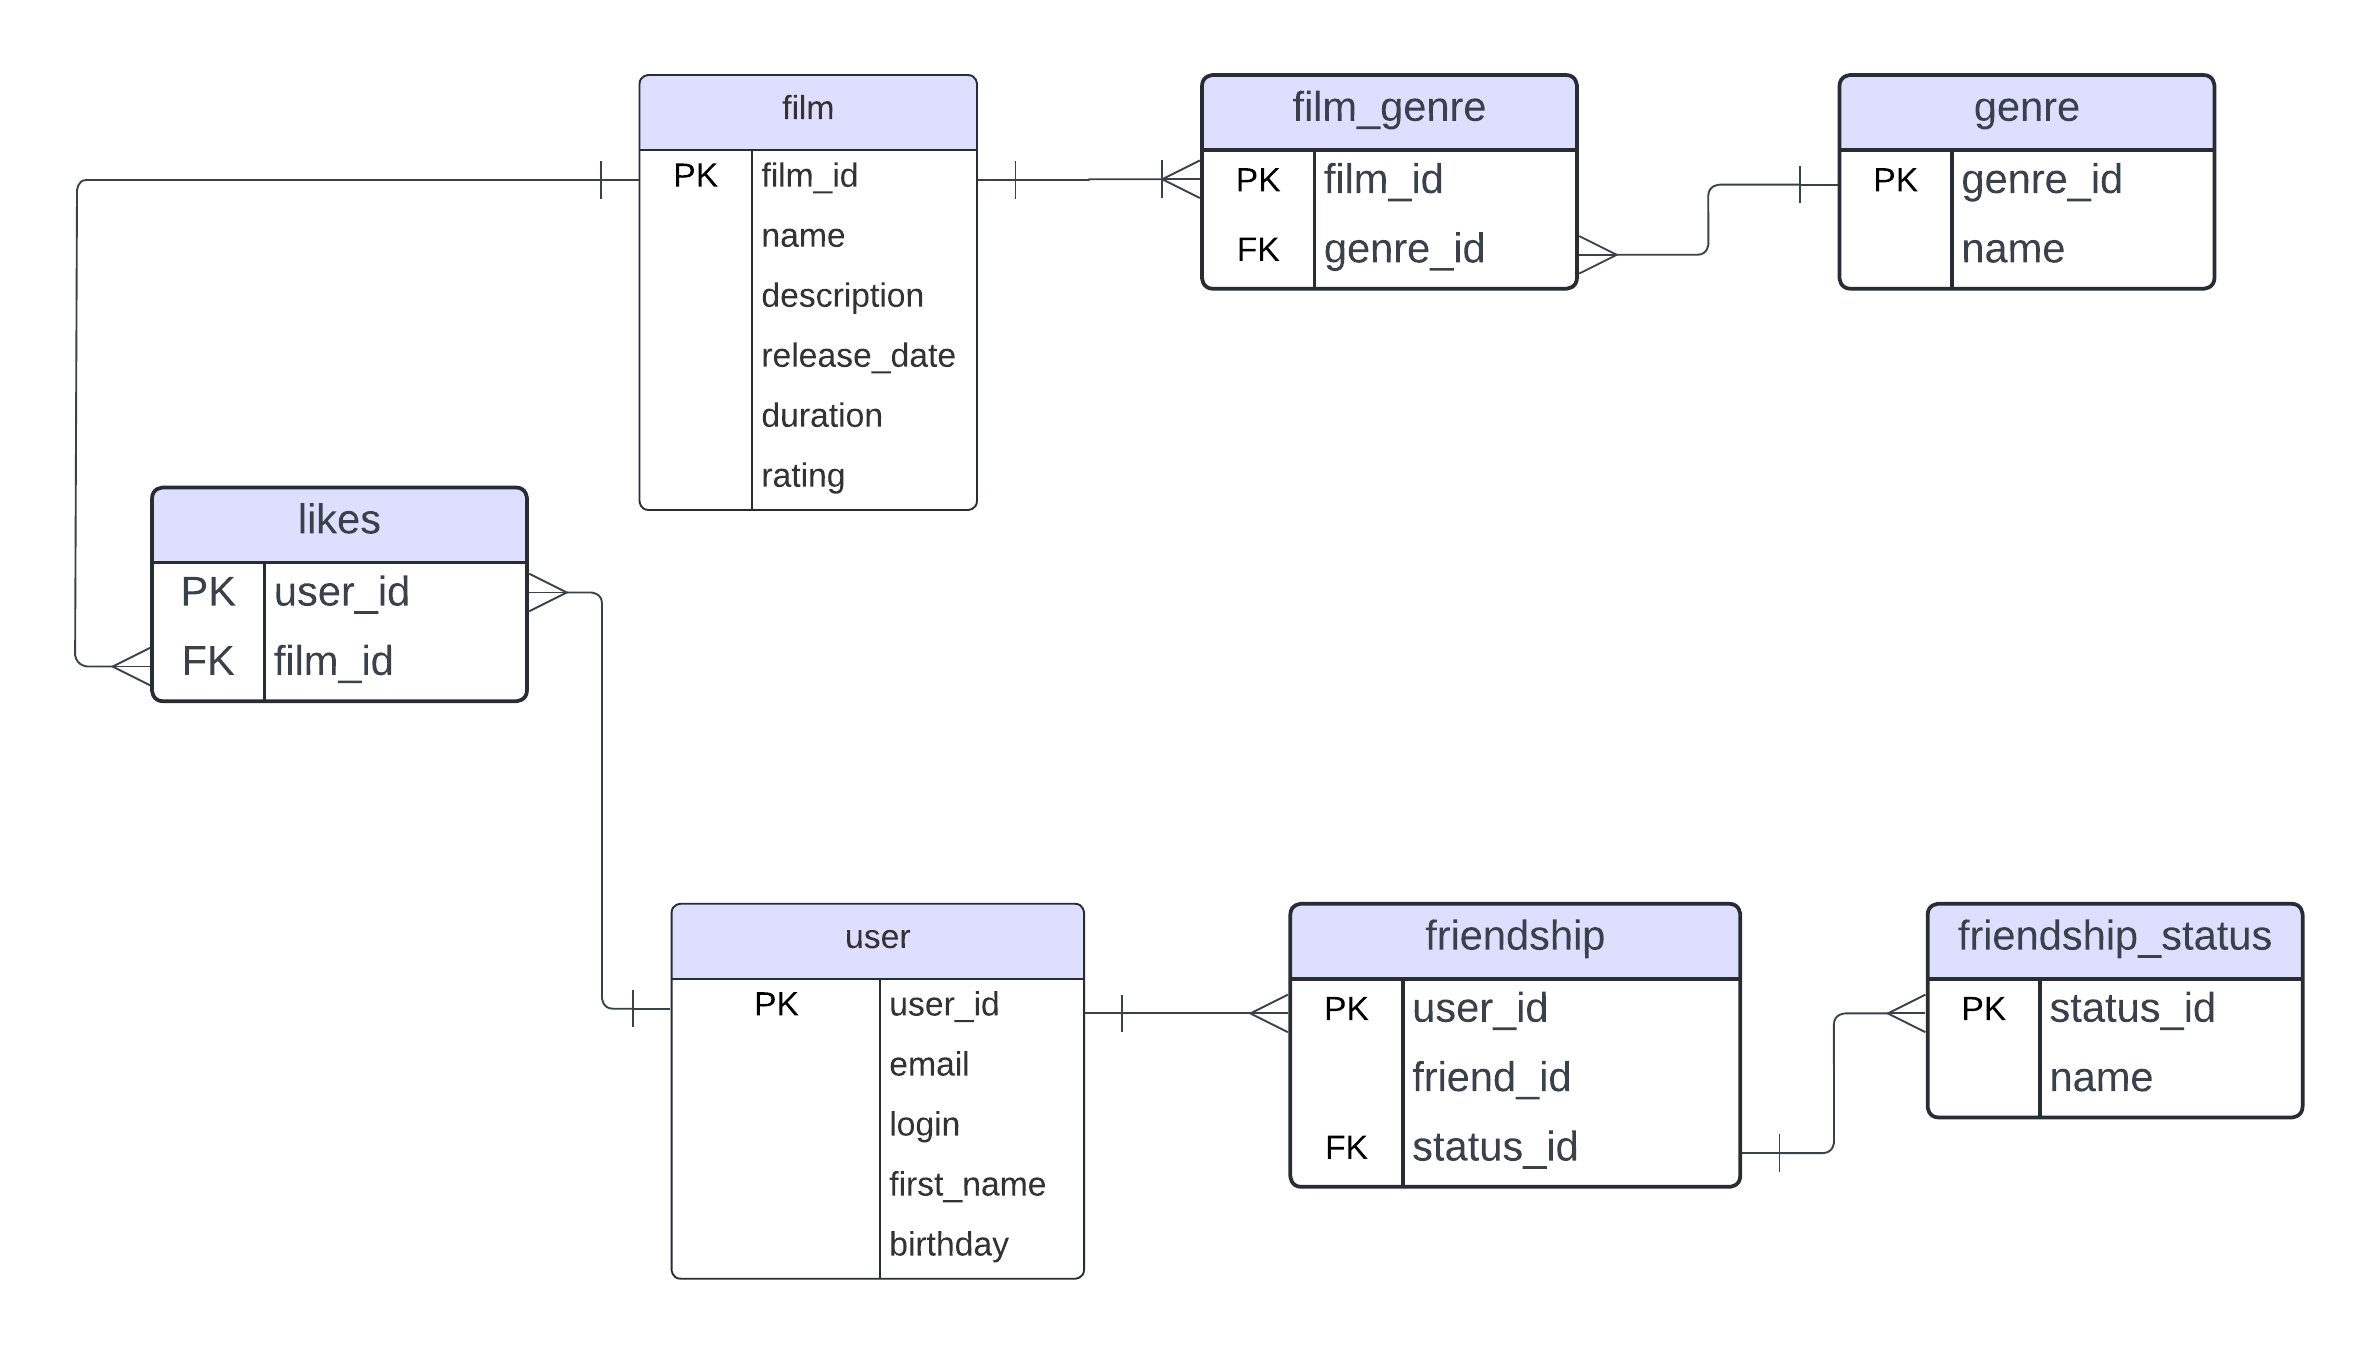 film
PK film_id
name
description
release_date
duration
rating
film_genre
PK film_id
FK genre_id
genre
PK genre_id
name
likes
PK user_id
FK film_id
user
PK user_id
email
login
first_name
birthday
friendship
PK user_id
friend_id
FK status_id
friendship_status
PK status_id
name